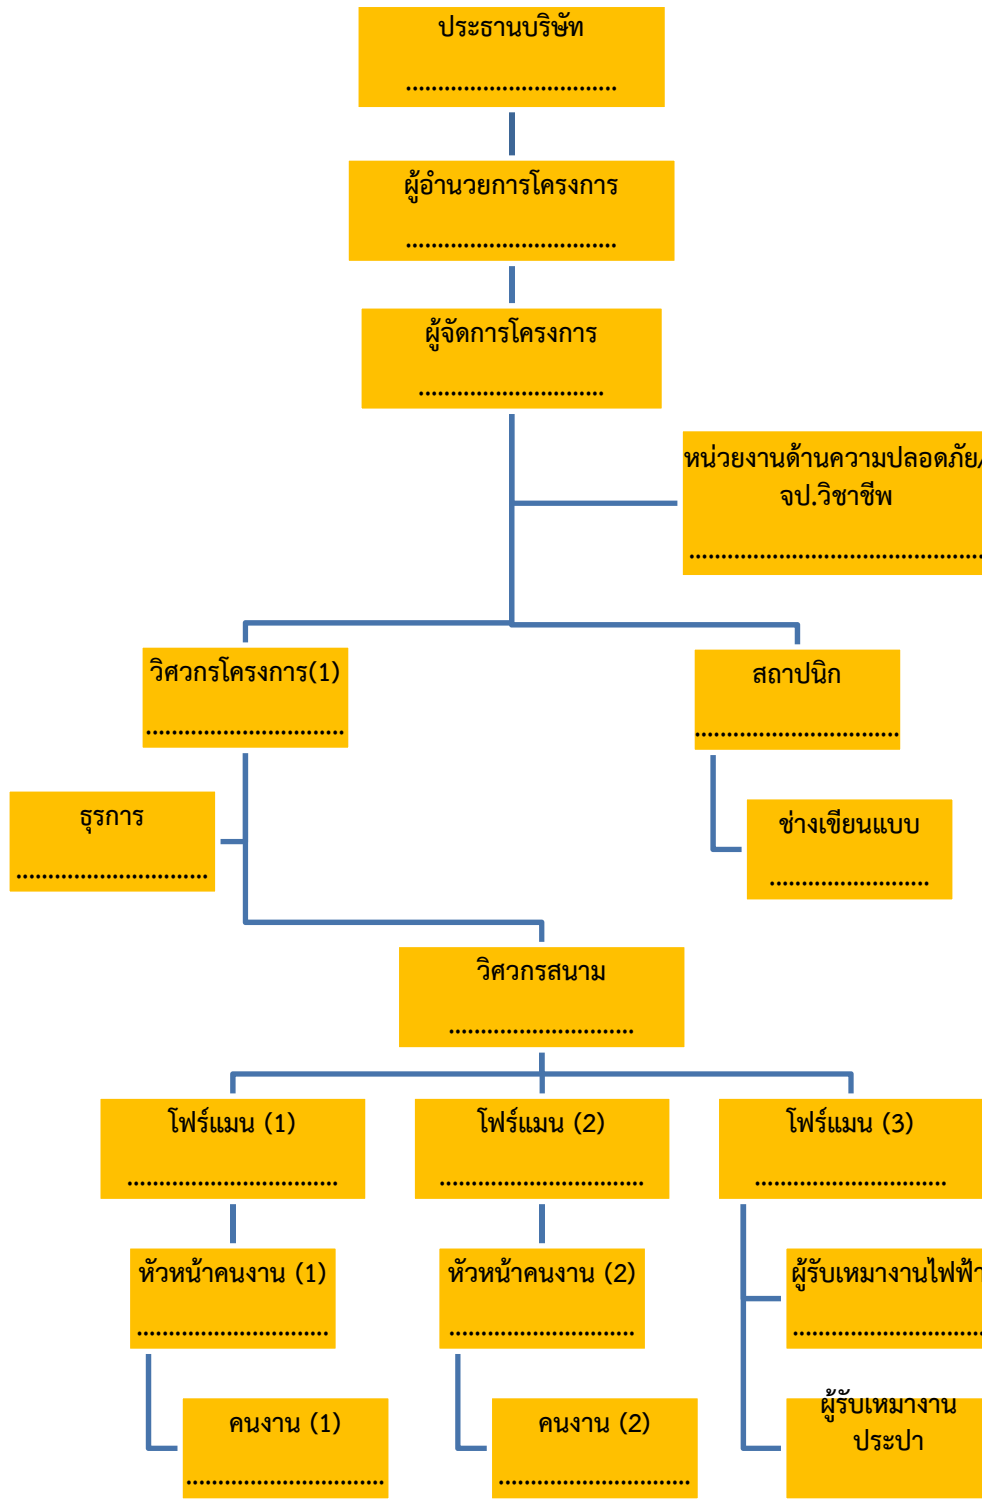 ประธานบริษัท
.................................
ผู้อำนวยการโครงการ
.................................
ผู้จัดการโครงการ
.............................
หน่วยงานด้านความปลอดภัย/
จป.วิชาชีพ
..............................................
วิศวกรโครงการ(1)
...............................
สถาปนิก
................................
ธุรการ
..............................
ช่างเขียนแบบ
.........................
วิศวกรสนาม
.............................
โฟร์แมน (1)
.................................
โฟร์แมน (2)
................................
โฟร์แมน (3)
..............................
หัวหน้าคนงาน (1)
..............................
หัวหน้าคนงาน (2)
.............................
ผู้รับเหมางานไฟฟ้า
..............................
คนงาน (1)
...............................
คนงาน (2)
..............................
ผู้รับเหมางาน
ประปา